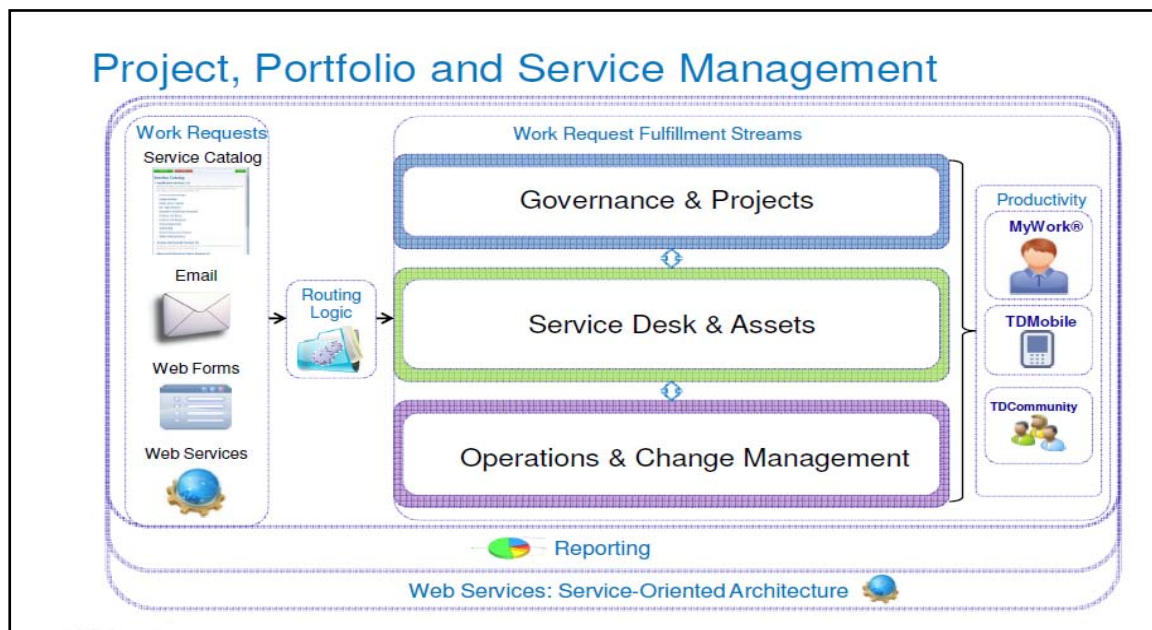 Project, Portfolio and Service Management
Work Requests
Service Catalog
Email
Web Forms
Web Services
Routing
Logic
Work Request Fulfillment Streams
Governance & Projects
Service Desk & Assets
Operations & Change Management
Productivity
MyWork®
TDMobile
TDCommunity
Reporting
Web Services: Service-Oriented Architecture